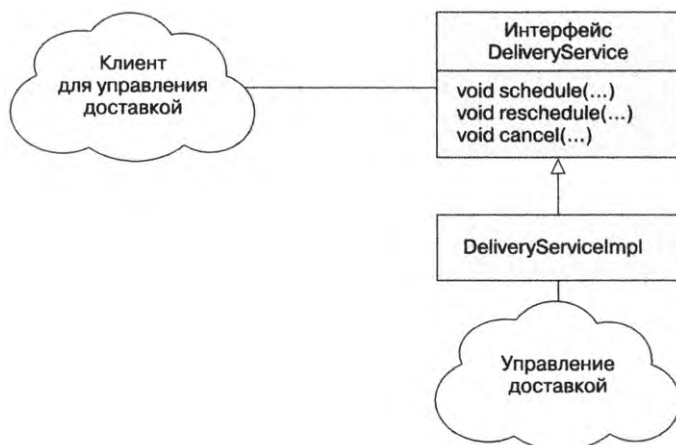 Клиент
для управления
доставкой
Интерфейс
DeliveryService
void schedule(...)
void reschedule(...)
void cancel(...)
DeliveryServiceImpl
Управление
доставкой